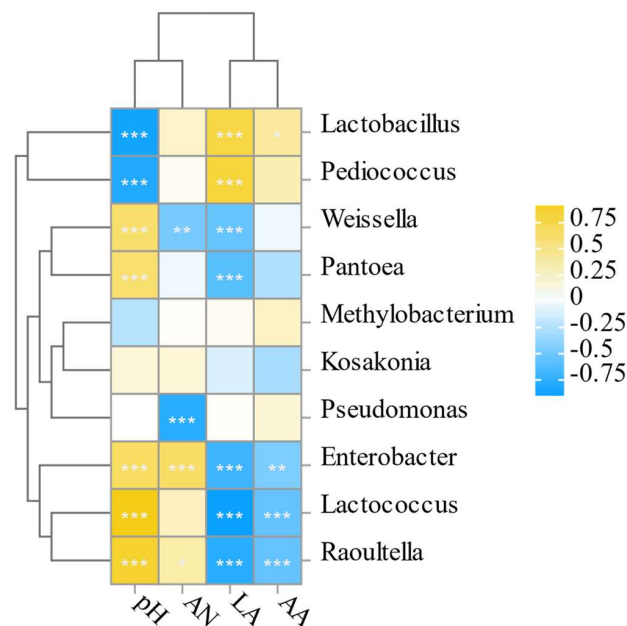 *** *** * Lactobacillus
*** *** Pediococcus
*** ** *** Weissella
*** *** Pantoea
Methylobacterium
Kosakonia
*** Pseudomonas
*** *** *** ** Enterobacter
*** *** *** Lactococcus
*** * *** *** Raoultella
0.75
0.5
0.25
0
-0.25
-0.5
-0.75
pH AN LA AA